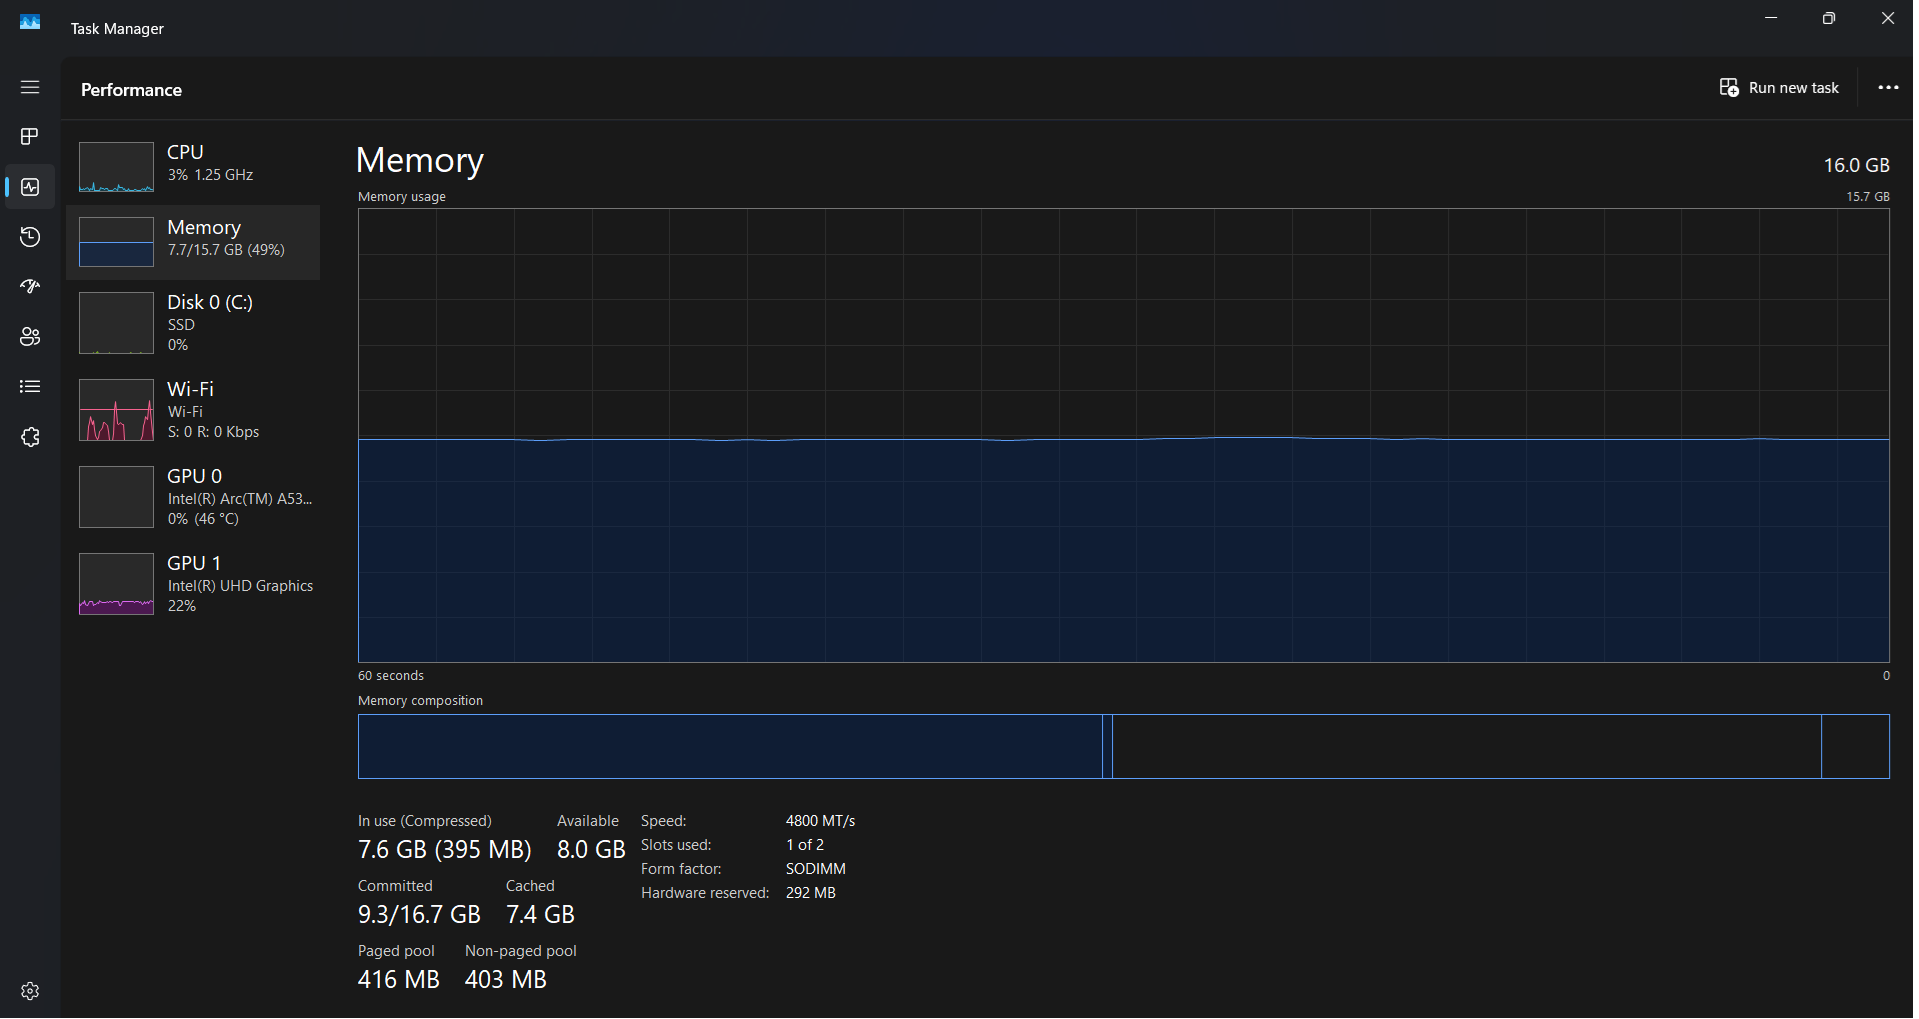 Task Manager
Performance
Run new task
CPU
3% 1.25 GHz
Memory
7.7/15.7 GB (49%)
Disk 0 (C:)
SSD
0%
Wi-Fi
Wi-Fi
S: 0 R: 0 Kbps
GPU 0
Intel(R) Arc(TM) A53...
0% (46 °C)
GPU 1
Intel(R) UHD Graphics
22%
Memory
16.0 GB
Memory usage
15.7 GB
60 seconds
0
Memory composition
In use (Compressed)
7.6 GB (395 MB)
Available
8.0 GB
Committed
9.3/16.7 GB
Cached
7.4 GB
Paged pool
416 MB
Non-paged pool
403 MB
Speed: 4800 MT/s
Slots used: 1 of 2
Form factor: SODIMM
Hardware reserved: 292 MB